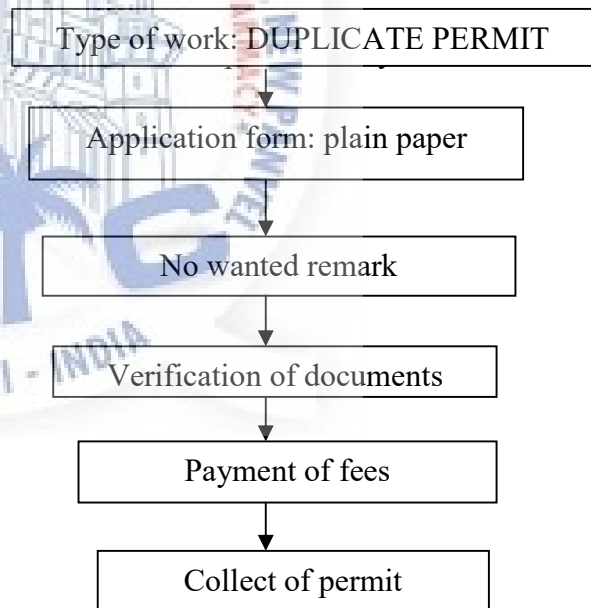 Type of work: DUPLICATE PERMIT
Application form: plain paper
No wanted remark
Verification of documents
Payment of fees
Collect of permit
I - INDIA